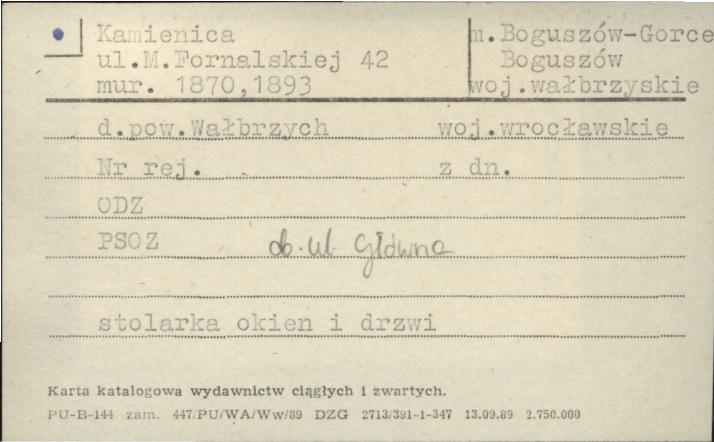 Kamienica m. Boguszów-Gorce
ul.M.Fornalskiej 42 Boguszów
mur. 1870,1893 woj.wałbrzyskie
d.pow.Wałbrzych woj.wrocławskie
Nr rej. z dn.
ODZ
PSOZ ob. ul. Główna
stolarka okien i drzwi
Karta katalogowa wydawnictw ciągłych i zwartych.
PU-B-144 zam. 447/PU/WA/Ww/89 DZG 2713/391-1-347 13.09.89 2.750.000